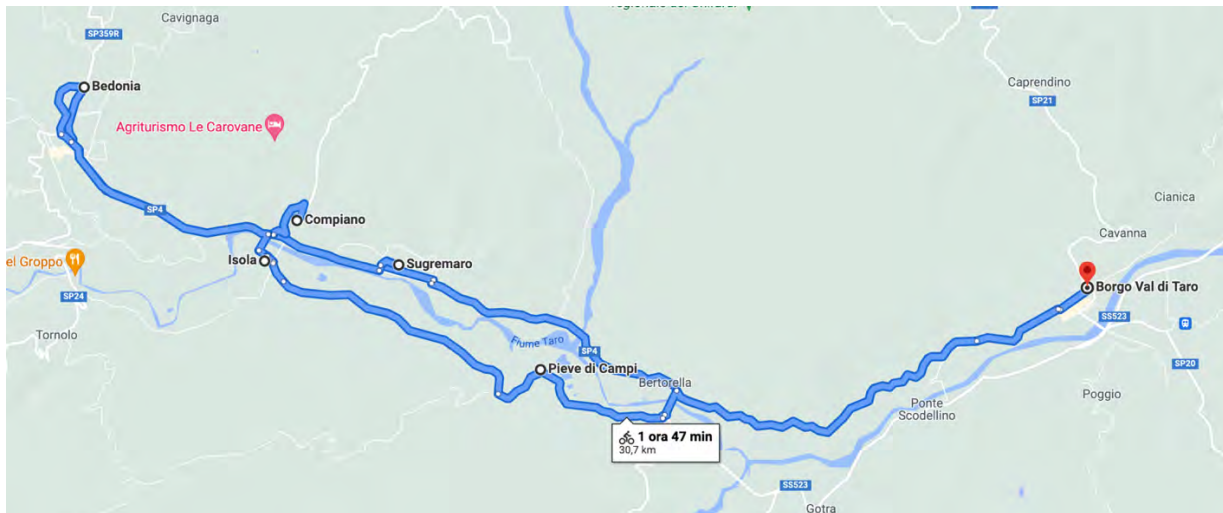 Cavignaga
SP359R
Bedonia
Caprendino
SP21
Agriturismo Le Carovane
Cianica
SP4
Compiano
Cavanna
el Groppo
Isola
Sugremaro
SP24
Borgo Val di Taro
SS523
Tornolo
Fiume Taro
SP4
Pieve di Campi
SP20
Bertorella
Poggio
Ponte
Scodellino
1 ora 47 min
30,7 km
SS523
Gotra